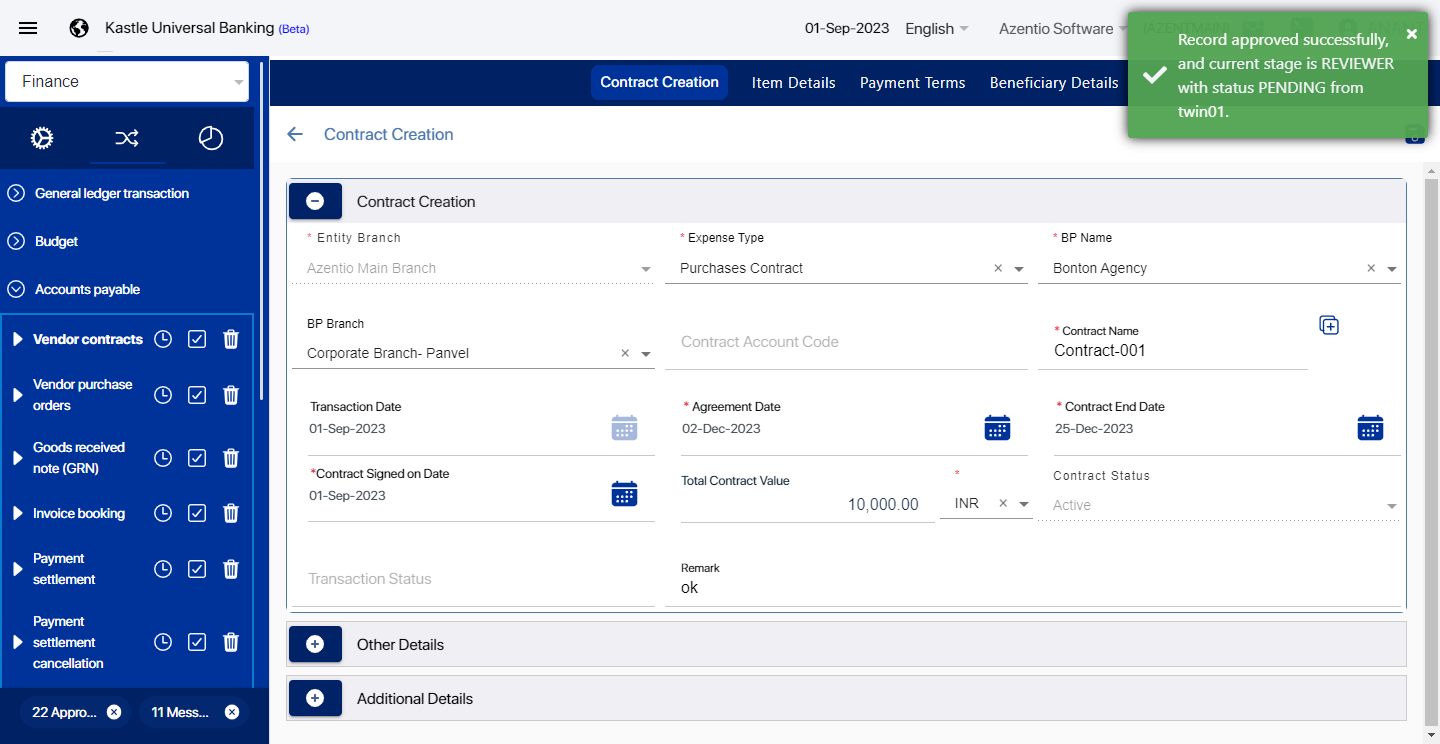 Kastle Universal Banking (Beta)
01-Sep-2023
English
Azentio Software
Record approved successfully,
and current stage is REVIEWER
with status PENDING from
twin01.
Finance
Contract Creation
Item Details
Payment Terms
Beneficiary Details
Contract Creation
General ledger transaction
Budget
Accounts payable
Vendor contracts
Vendor purchase
orders
Goods received
note (GRN)
Invoice booking
Payment
settlement
Payment
settlement
cancellation
22 Appro...
11 Mess...
Contract Creation
* Entity Branch
Azentio Main Branch
* Expense Type
Purchases Contract
* BP Name
Bonton Agency
BP Branch
Corporate Branch- Panvel
Contract Account Code
* Contract Name
Contract-001
Transaction Date
01-Sep-2023
* Agreement Date
02-Dec-2023
* Contract End Date
25-Dec-2023
*Contract Signed on Date
01-Sep-2023
Total Contract Value
10,000.00
*
INR
Contract Status
Active
Transaction Status
Remark
ok
Other Details
Additional Details